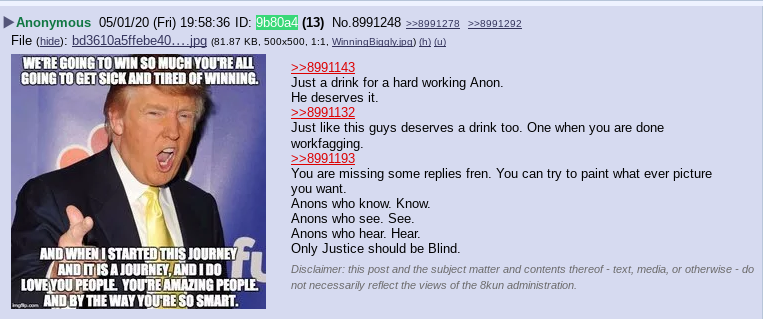 Anonymous 05/01/20 (Fri) 19:58:36 ID: 9b80a4 (13) No.8991248 >>8991278 >>8991292
File (hide): bd3610a5ffebe40….jpg (81.87 KB, 500x500, 1:1, WinningBiggly.jpg) (h) (u)
WE'RE GOING TO WIN SO MUCH YOU'RE ALL
GOING TO GET SICK AND TIRED OF WINNING.
AND WHEN I STARTED THIS JOURNEY
AND IT IS A JOURNEY, AND I DO
LOVE YOU PEOPLE. YOU'RE AMAZING PEOPLE.
AND BY THE WAY YOU'RE SO SMART.
imgflip.com
>>8991143
Just a drink for a hard working Anon.
He deserves it.
>>8991132
Just like this guys deserves a drink too. One when you are done
workfagging.
>>8991193
You are missing some replies fren. You can try to paint what ever picture
you want.
Anons who know. Know.
Anons who see. See.
Anons who hear. Hear.
Only Justice should be Blind.
Disclaimer: this post and the subject matter and contents thereof - text, media, or otherwise - do
not necessarily reflect the views of the 8kun administration.